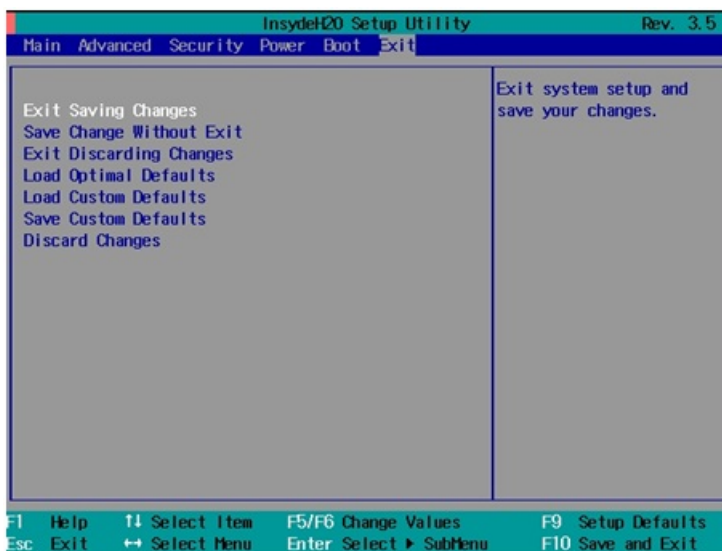 InsydeH20 Setup Utility Rev. 3.5
Main Advanced Security Power Boot Exit
Exit Saving Changes
Save Change Without Exit
Exit Discarding Changes
Load Optimal Defaults
Load Custom Defaults
Save Custom Defaults
Discard Changes
Exit system setup and
save your changes.
F1 Help ↑↓ Select Item F5/F6 Change Values F9 Setup Defaults
Esc Exit ↔ Select Menu Enter Select ▶ SubMenu F10 Save and Exit